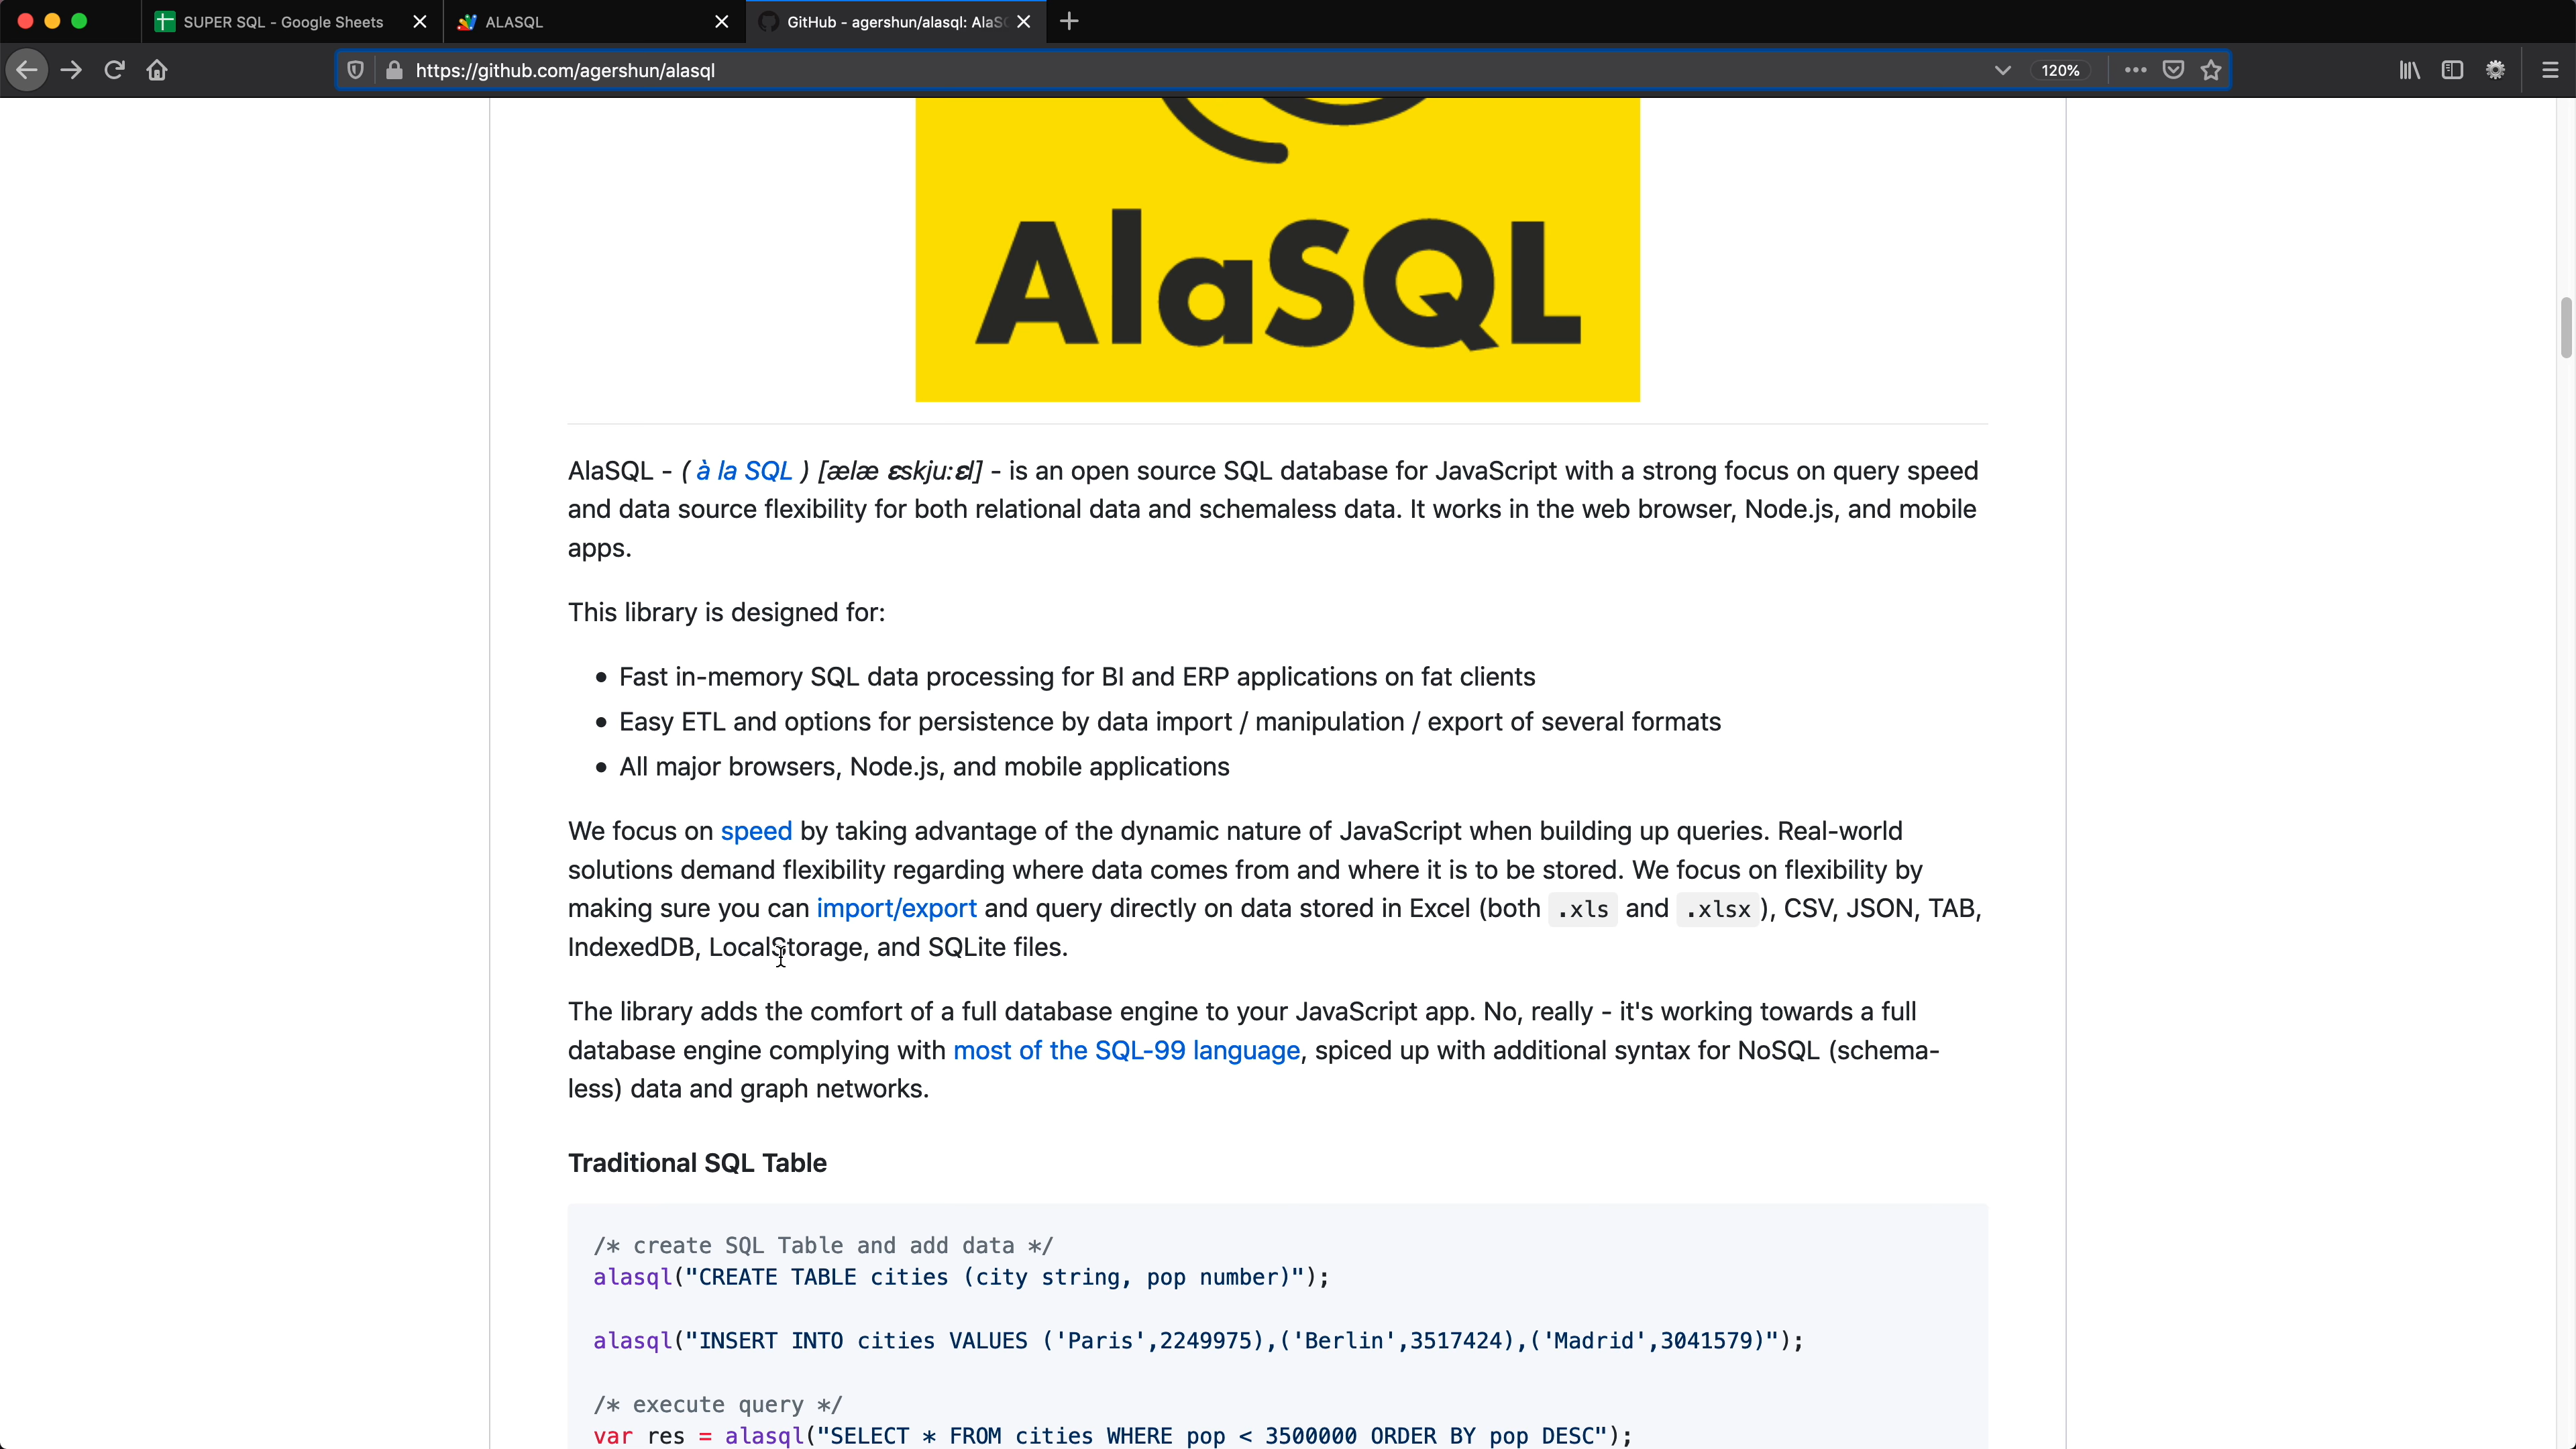 SUPER SQL - Google Sheets
ALASQL
GitHub - agershun/alasql: AlaSQ
https://github.com/agershun/alasql
120%
AlaSQL
AlaSQL - ( à la SQL ) [ælæ ɛskju:ɛl] - is an open source SQL database for JavaScript with a strong focus on query speed
and data source flexibility for both relational data and schemaless data. It works in the web browser, Node.js, and mobile
apps.
This library is designed for:
• Fast in-memory SQL data processing for BI and ERP applications on fat clients
• Easy ETL and options for persistence by data import / manipulation / export of several formats
• All major browsers, Node.js, and mobile applications
We focus on speed by taking advantage of the dynamic nature of JavaScript when building up queries. Real-world
solutions demand flexibility regarding where data comes from and where it is to be stored. We focus on flexibility by
making sure you can import/export and query directly on data stored in Excel (both .xls and .xlsx), CSV, JSON, TAB,
IndexedDB, LocalStorage, and SQLite files.
The library adds the comfort of a full database engine to your JavaScript app. No, really - it's working towards a full
database engine complying with most of the SQL-99 language, spiced up with additional syntax for NoSQL (schema-
less) data and graph networks.
Traditional SQL Table
/* create SQL Table and add data */
alasql("CREATE TABLE cities (city string, pop number)");
alasql("INSERT INTO cities VALUES ('Paris',2249975),('Berlin',3517424),('Madrid',3041579)");
/* execute query */
var res = alasql("SELECT * FROM cities WHERE pop < 3500000 ORDER BY pop DESC");